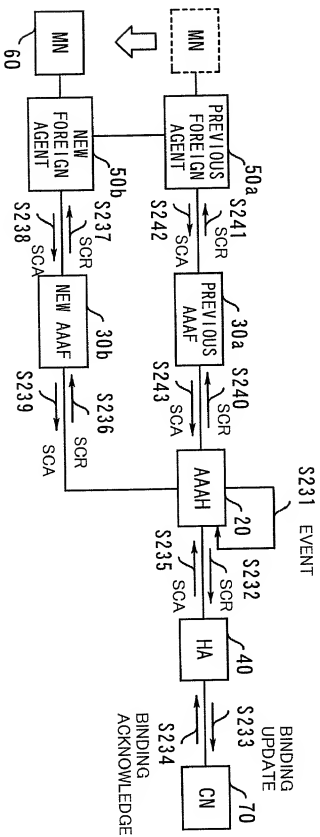 MN
60
MN
NEW
FOREIGN
AGENT
50b
PREVIOUS
FOREIGN
AGENT
50a
S237
SCR
S238
SCA
S241
SCR
S242
SCA
NEW AAAF
30b
PREVIOUS
AAAF
30a
S236
SCR
S239
SCA
S240
SCR
S243
SCA
AAAH
20
S231
EVENT
S232
SCR
S235
SCA
HA
40
S233
BINDING
UPDATE
S234
BINDING
ACKNOWLEDGE
CN
70